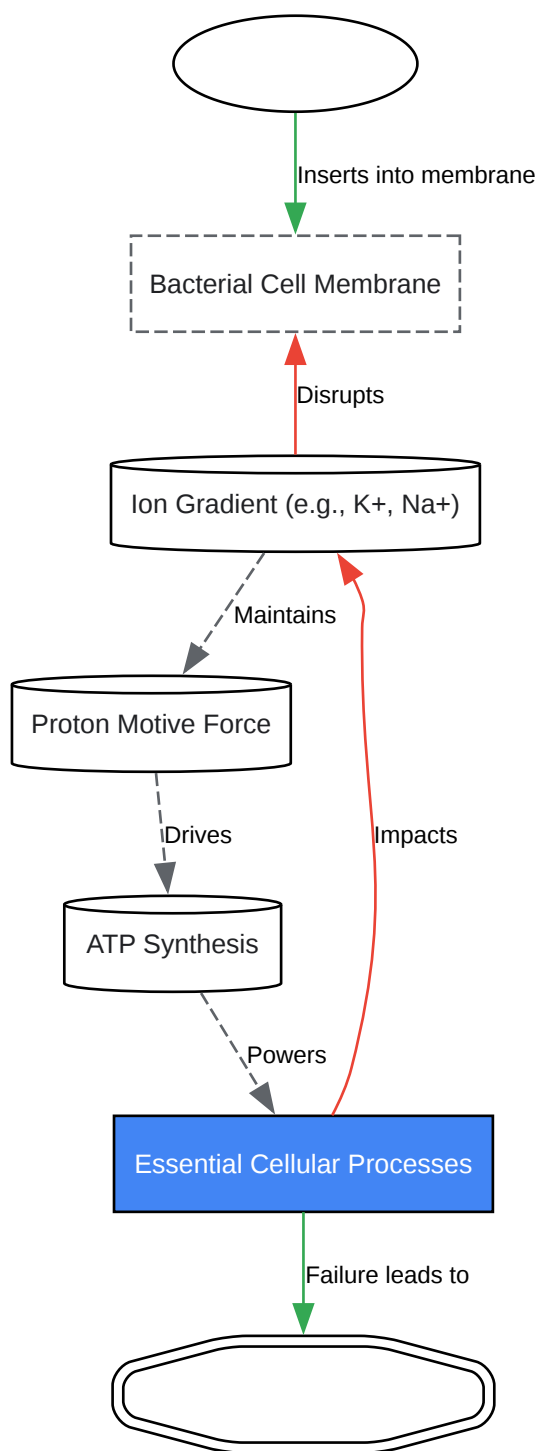 Inserts into membrane
Bacterial Cell Membrane
Disrupts
Ion Gradient (e.g., K+, Na+)
Maintains
Proton Motive Force
Drives
Impacts
ATP Synthesis
Powers
Essential Cellular Processes
Failure leads to